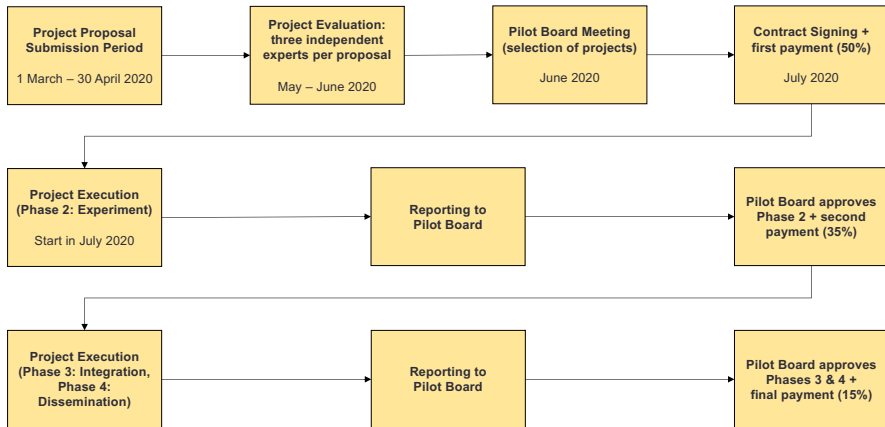 Project Proposal
Submission Period
1 March – 30 April 2020
Project Evaluation:
three independent
experts per proposal
May – June 2020
Pilot Board Meeting
(selection of projects)
June 2020
Contract Signing +
first payment (50%)
July 2020
Project Execution
(Phase 2: Experiment)
Start in July 2020
Reporting to
Pilot Board
Pilot Board approves
Phase 2 + second
payment (35%)
Project Execution
(Phase 3: Integration,
Phase 4:
Dissemination)
Reporting to
Pilot Board
Pilot Board approves
Phases 3 & 4 +
final payment (15%)